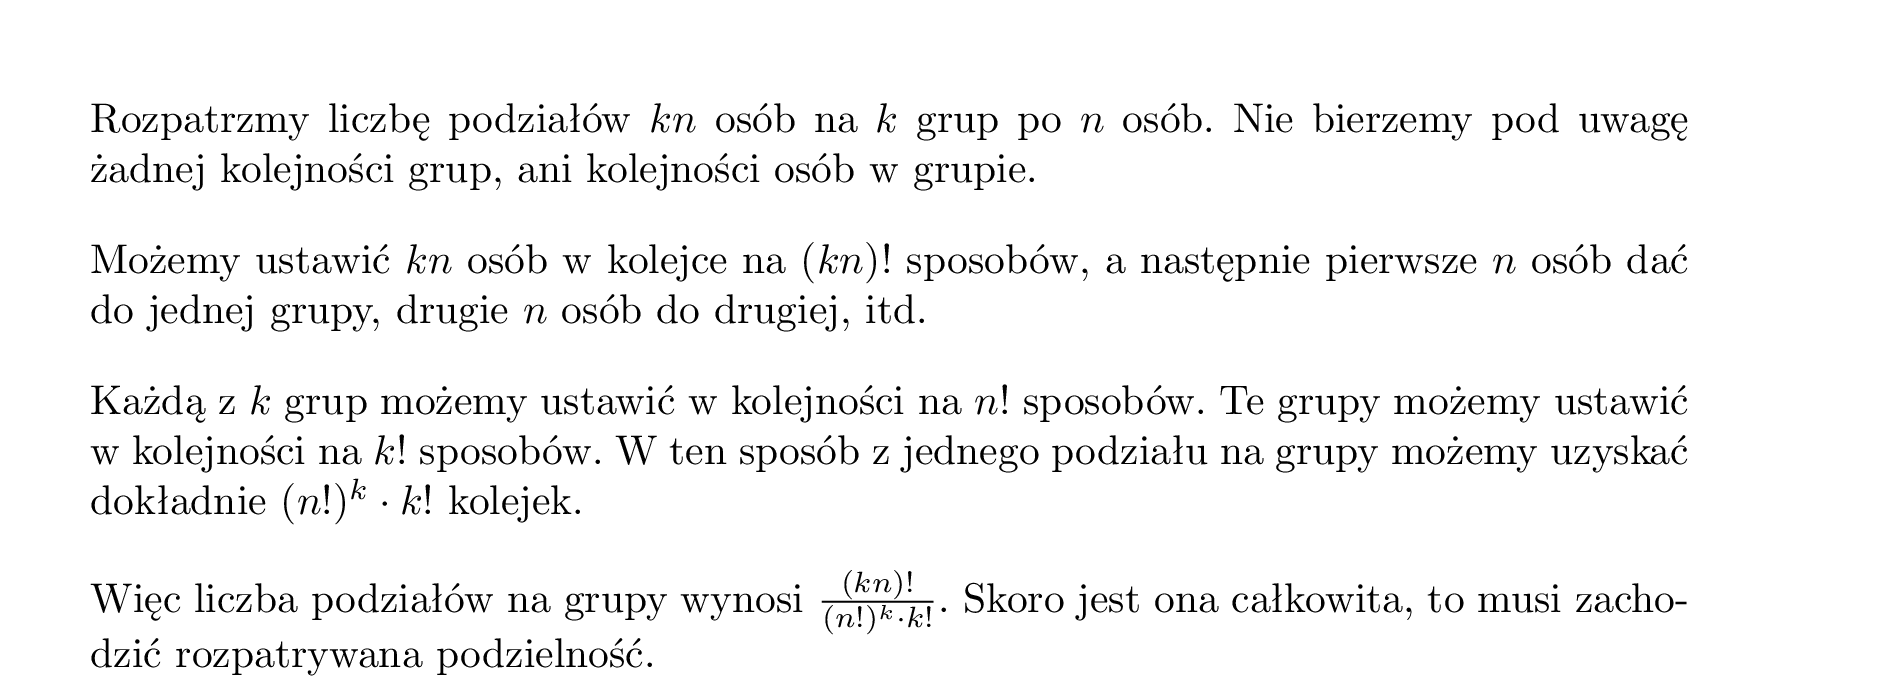 Rozpatrzmy liczbę podziałów kn osób na k grup po n osób. Nie bierzemy pod uwagę
żadnej kolejności grup, ani kolejności osób w grupie.
Możemy ustawić kn osób w kolejce na (kn)! sposobów, a następnie pierwsze n osób dać
do jednej grupy, drugie n osób do drugiej, itd.
Każdą z k grup możemy ustawić w kolejności na n! sposobów. Te grupy możemy ustawić
w kolejności na k! sposobów. W ten sposób z jednego podziału na grupy możemy uzyskać
dokładnie (n!)^k · k! kolejek.
Więc liczba podziałów na grupy wynosi \frac{(kn)!}{(n!)^k·k!}. Skoro jest ona całkowita, to musi zacho-
dzić rozpatrywana podzielność.